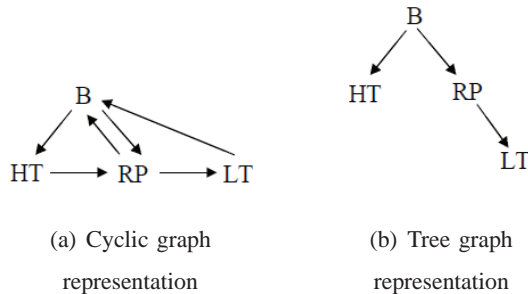 B
HT
RP
LT
(a) Cyclic graph
representation
B
HT
RP
LT
(b) Tree graph
representation